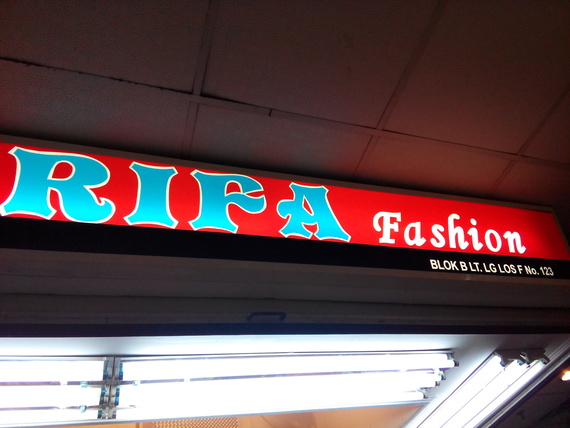 RIFA Fashion
BLOK B LT. LG LOS F No. 123